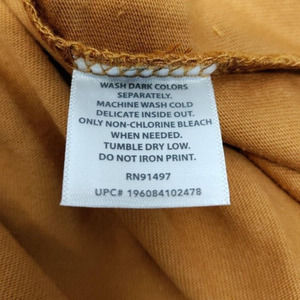 WASH DARK COLORS
SEPARATELY.
MACHINE WASH COLD
DELICATE INSIDE OUT.
ONLY NON-CHLORINE BLEACH
WHEN NEEDED.
TUMBLE DRY LOW.
DO NOT IRON PRINT.
RN91497
UPC# 196084102478